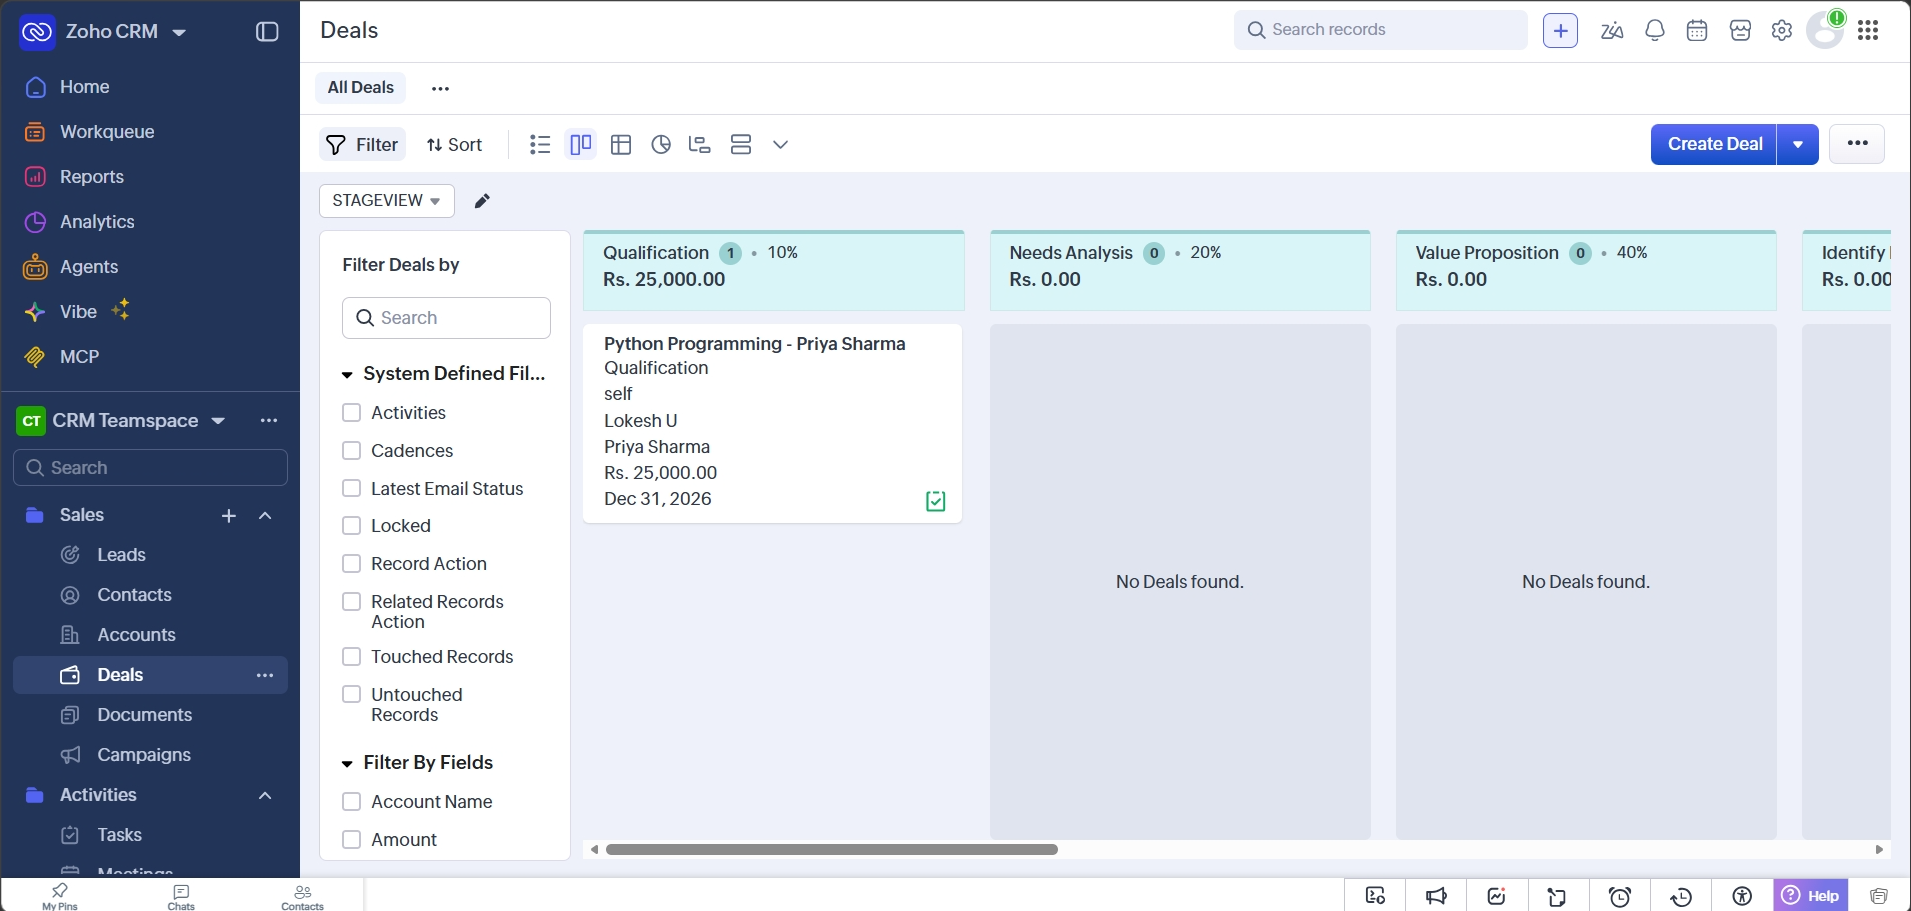 Zoho CRM
Home
Workqueue
Reports
Analytics
Agents
Vibe
MCP
CT CRM Teamspace
Search
Sales
Leads
Contacts
Accounts
Deals
Documents
Campaigns
Activities
Tasks
Meetings
My Pins
Chats
Contacts
Deals
Search records
All Deals
Filter
Sort
Create Deal
STAGEVIEW
Filter Deals by
Search
System Defined Fil...
Activities
Cadences
Latest Email Status
Locked
Record Action
Related Records
Action
Touched Records
Untouched
Records
Filter By Fields
Account Name
Amount
Qualification 1 • 10%
Rs. 25,000.00
Python Programming - Priya Sharma
Qualification
self
Lokesh U
Priya Sharma
Rs. 25,000.00
Dec 31, 2026
Needs Analysis 0 • 20%
Rs. 0.00
No Deals found.
Value Proposition 0 • 40%
Rs. 0.00
No Deals found.
Identify
Rs. 0.00
Help